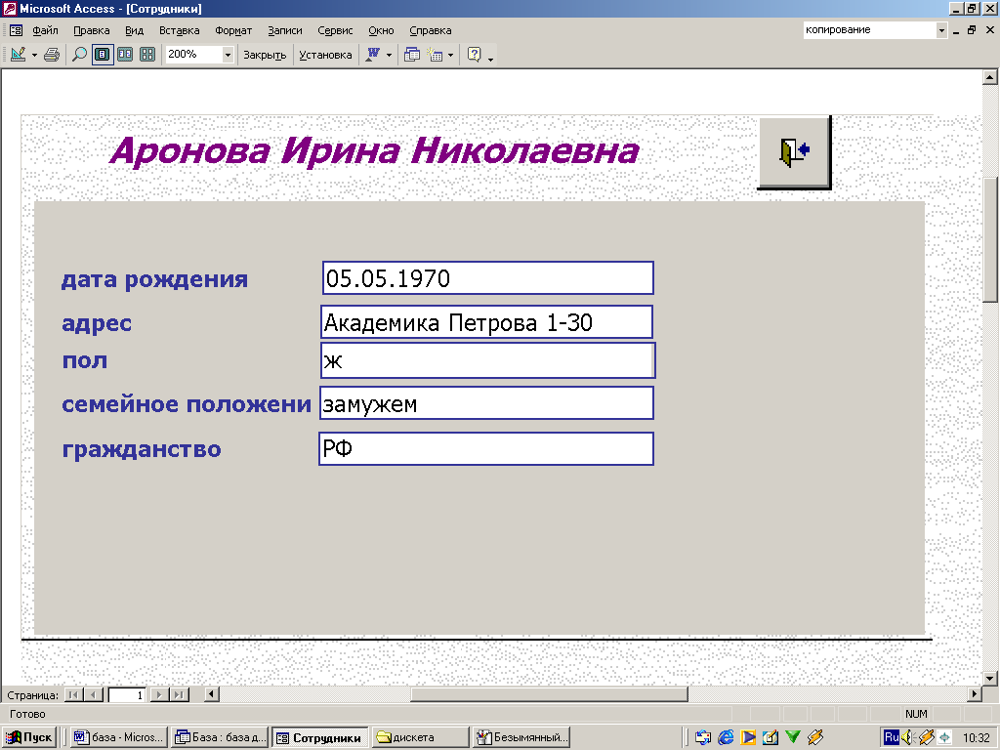 Microsoft Access - [Сотрудники]
Файл Правка Вид Вставка Формат Записи Сервис Окно Справка копирование
200% Закрыть Установка
Аронова Ирина Николаевна
дата рождения 05.05.1970
адрес Академика Петрова 1-30
пол ж
семейное положени замужем
гражданство РФ
Страница: 1
Готово NUM
Пуск база - Micros... База : база д... Сотрудники дискета Безымянный... Ru 10:32